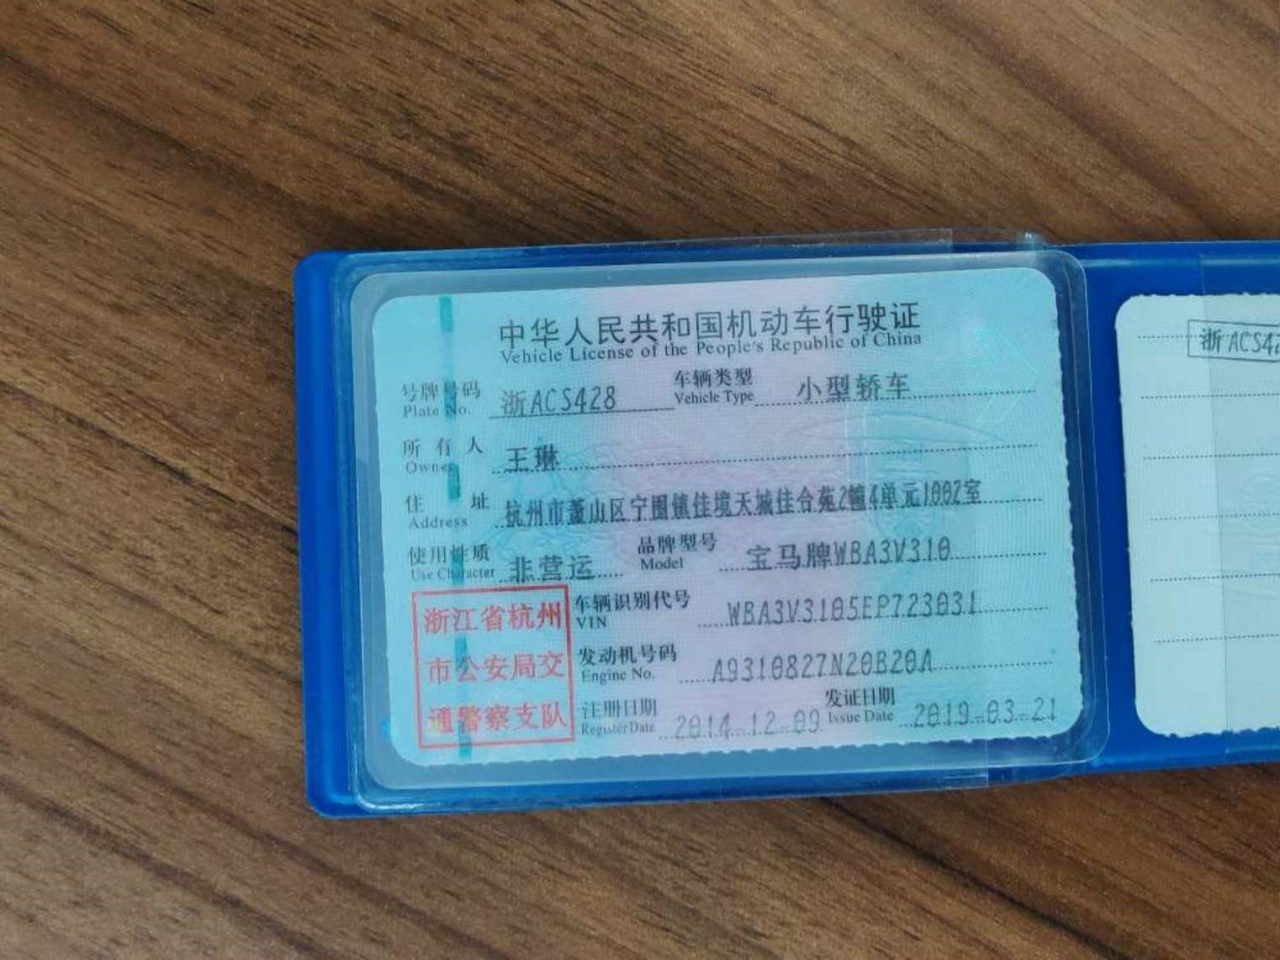 中华人民共和国机动车行驶证
Vehicle License of the People's Republic of China
号牌号码 浙ACS428 车辆类型 小型轿车
Plate No. Vehicle Type
所有人 王琳
Owner
住址 杭州市萧山区宁围镇佳境天城佳合苑2幢4单元1002室
Address
使用性质 非营运 品牌型号 宝马牌WBA3V310
Use Character Model
浙江省杭州
市公安局交
通警察支队
车辆识别代号 WBA3V3105EP723031
VIN
发动机号码 A9310827N20B20A
Engine No.
注册日期 2014-12-09 发证日期 2019-03-21
Register Date Issue Date
浙ACS42